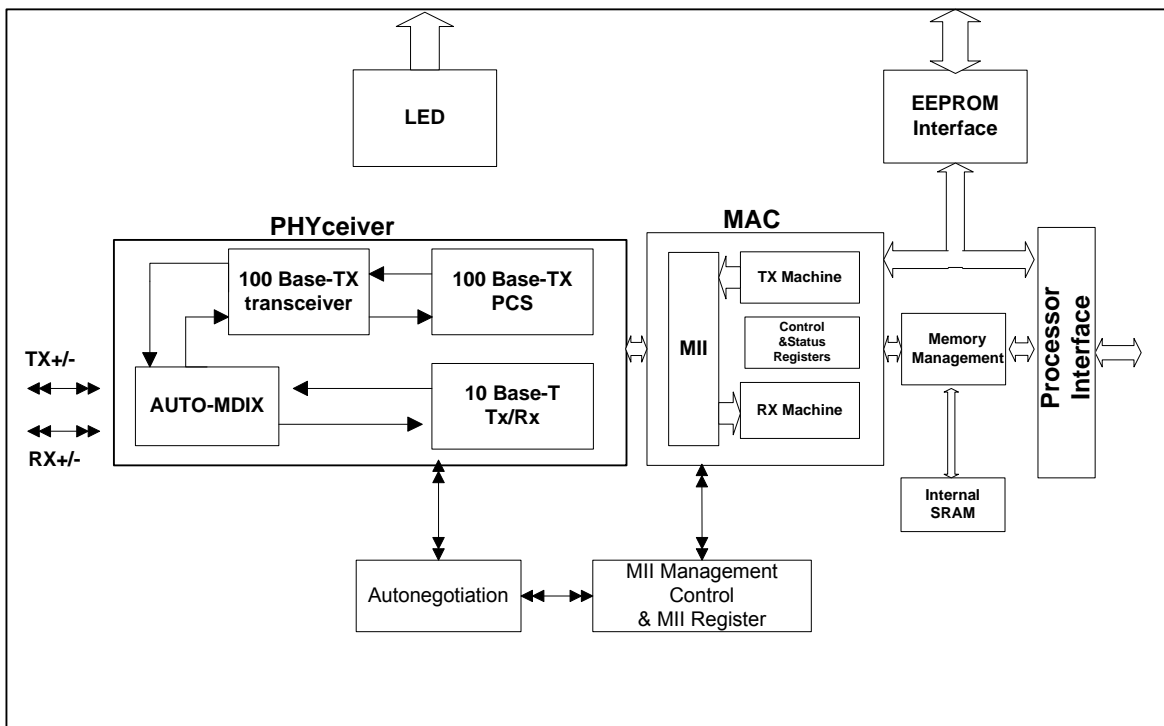 LED
EEPROM
Interface
PHYceiver
MAC
100 Base-TX
transceiver
100 Base-TX
PCS
MII
TX Machine
Control
&Status
Registers
RX Machine
Memory
Management
Processor
Interface
TX+/-
AUTO-MDIX
10 Base-T
Tx/Rx
RX+/-
Internal
SRAM
Autonegotiation
MII Management
Control
& MII Register